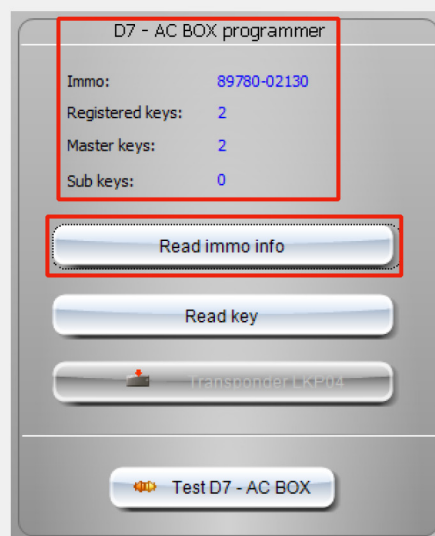 D7 - AC BOX programmer
Immo: 89780-02130
Registered keys: 2
Master keys: 2
Sub keys: 0
Read immo info
Read key
Transponder LKP04
Test D7 - AC BOX